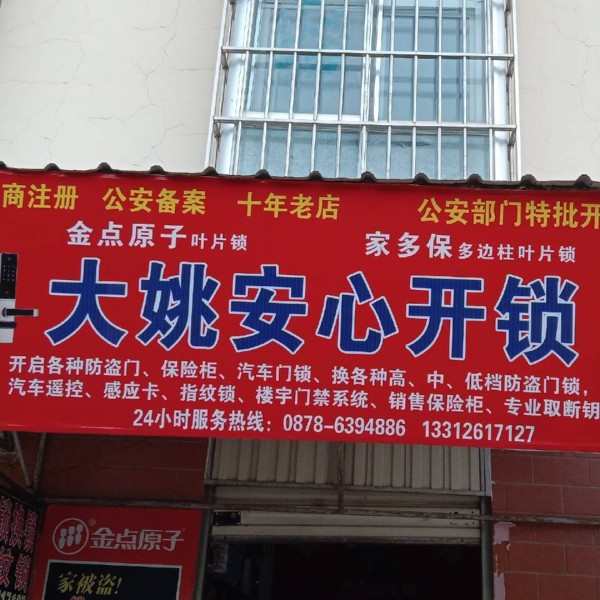 商注册 公安备案 十年老店 公安部门特批开
金点原子叶片锁 家多保多边柱叶片锁
大姚安心开锁
开启各种防盗门、保险柜、汽车门锁、换各种高、中、低档防盗门锁,
汽车遥控、感应卡、指纹锁、楼宇门禁系统、销售保险柜、专业取断钥
24小时服务热线: 0878-6394886 13312617127
金点原子
家被盗!